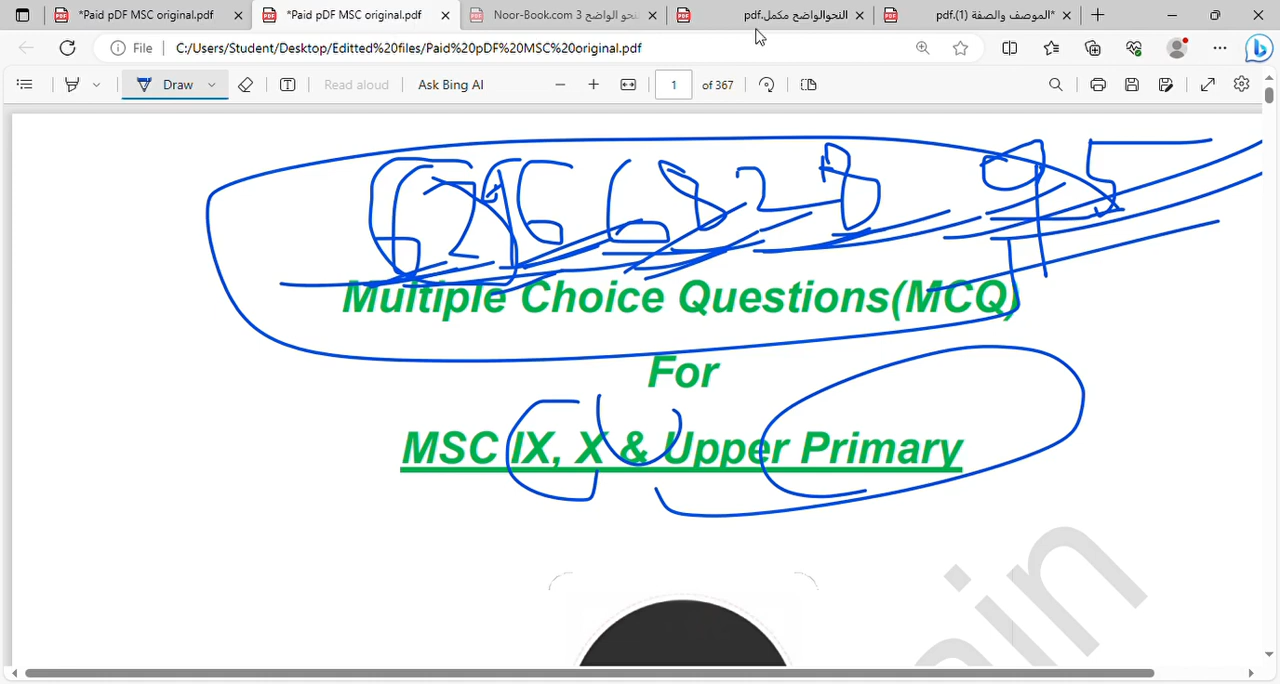 *Paid pDF MSC original.pdf
*Paid pDF MSC original.pdf
Noor-Book.com 3 النحو الواضح
النحوالواضح مكمل.pdf
*الموصف والصفة (1).pdf
File C:/Users/Student/Desktop/Editted%20files/Paid%20pDF%20MSC%20original.pdf
Draw Read aloud Ask Bing AI 1 of 367
Multiple Choice Questions(MCQ)
For
MSC IX, X & Upper Primary